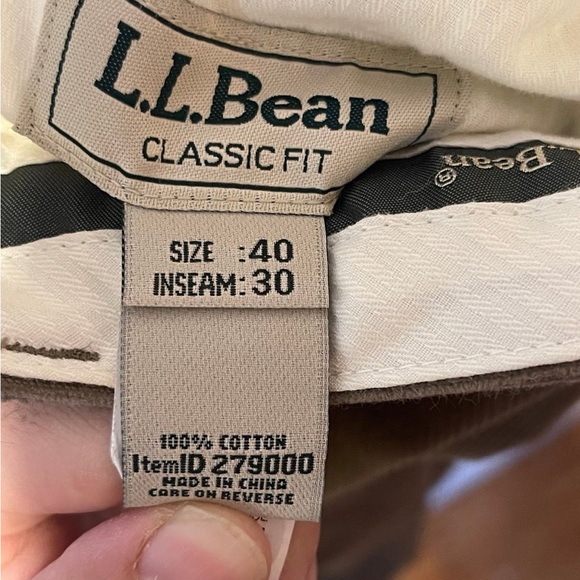 L.L.Bean
CLASSIC FIT
Bean®
SIZE :40
INSEAM:30
100% COTTON
ItemID 279000
MADE IN CHINA
CARE ON REVERSE